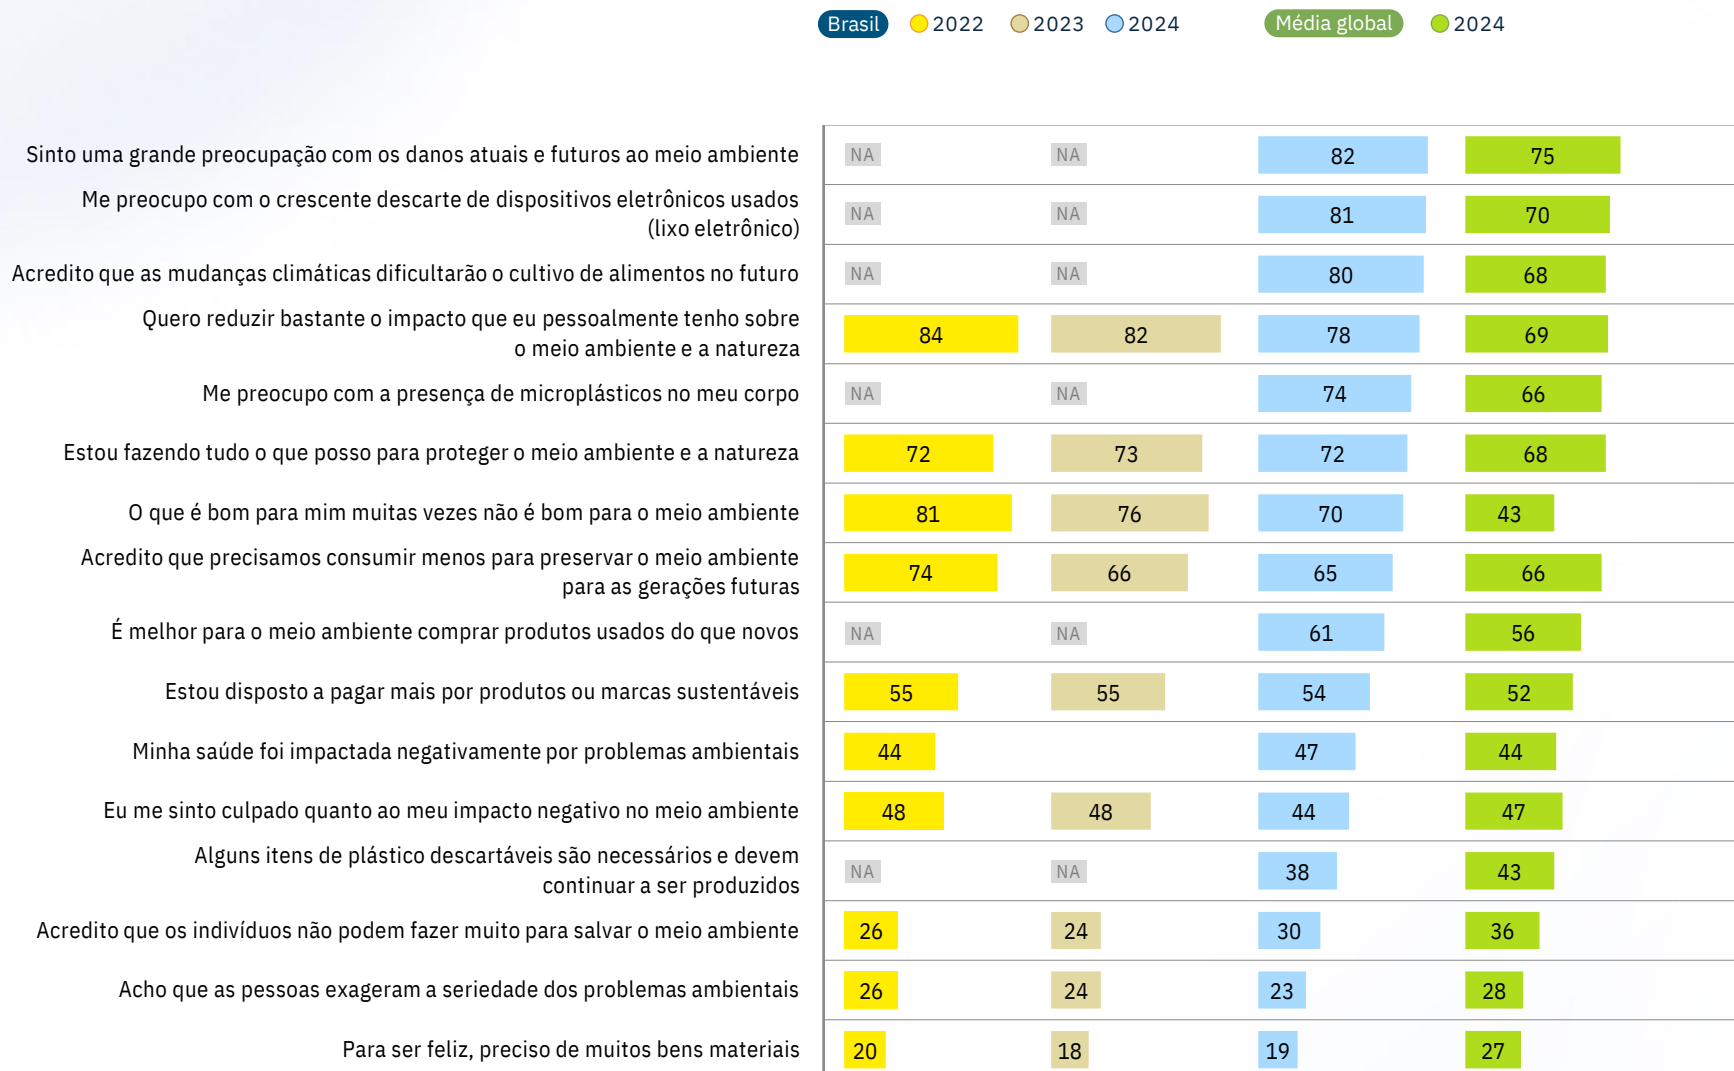 Brasil 2022 2023 2024 Média global 2024
Sinto uma grande preocupação com os danos atuais e futuros ao meio ambiente NA NA 82 75
Me preocupo com o crescente descarte de dispositivos eletrônicos usados
(lixo eletrônico) NA NA 81 70
Acredito que as mudanças climáticas dificultarão o cultivo de alimentos no futuro NA NA 80 68
Quero reduzir bastante o impacto que eu pessoalmente tenho sobre
o meio ambiente e a natureza 84 82 78 69
Me preocupo com a presença de microplásticos no meu corpo NA NA 74 66
Estou fazendo tudo o que posso para proteger o meio ambiente e a natureza 72 73 72 68
O que é bom para mim muitas vezes não é bom para o meio ambiente 81 76 70 43
Acredito que precisamos consumir menos para preservar o meio ambiente
para as gerações futuras 74 66 65 66
É melhor para o meio ambiente comprar produtos usados do que novos NA NA 61 56
Estou disposto a pagar mais por produtos ou marcas sustentáveis 55 55 54 52
Minha saúde foi impactada negativamente por problemas ambientais 44 47 44
Eu me sinto culpado quanto ao meu impacto negativo no meio ambiente 48 48 44 47
Alguns itens de plástico descartáveis são necessários e devem
continuar a ser produzidos NA NA 38 43
Acredito que os indivíduos não podem fazer muito para salvar o meio ambiente 26 24 30 36
Acho que as pessoas exageram a seriedade dos problemas ambientais 26 24 23 28
Para ser feliz, preciso de muitos bens materiais 20 18 19 27